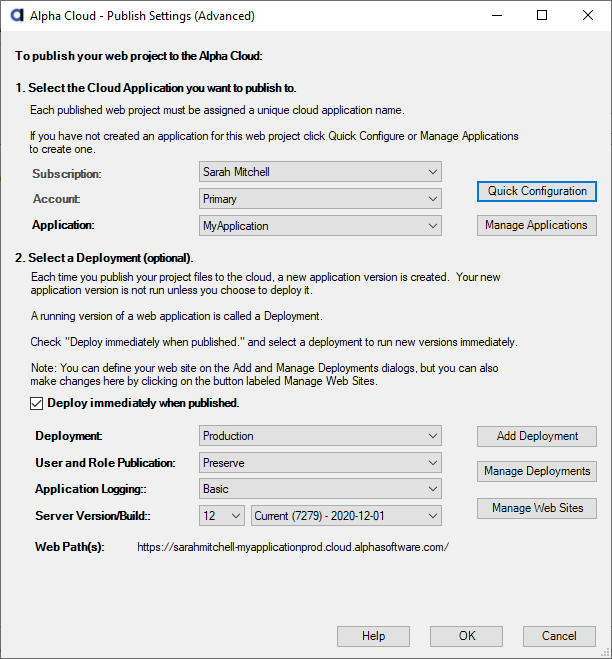 Alpha Cloud - Publish Settings (Advanced)
To publish your web project to the Alpha Cloud:
1. Select the Cloud Application you want to publish to.
Each published web project must be assigned a unique cloud application name.
If you have not created an application for this web project click Quick Configure or Manage Applications
to create one.
Subscription: Sarah Mitchell
Quick Configuration
Account: Primary
Application: MyApplication Manage Applications
2. Select a Deployment (optional).
Each time you publish your project files to the cloud, a new application version is created.  Your new
application version is not run unless you choose to deploy it.
A running version of a web application is called a Deployment.
Check "Deploy immediately when published." and select a deployment to run new versions immediately.
Note: You can define your web site on the Add and Manage Deployments dialogs, but you can also
make changes here by clicking on the button labeled Manage Web Sites.
Deploy immediately when published.
Deployment: Production Add Deployment
User and Role Publication: Preserve Manage Deployments
Application Logging:: Basic
Server Version/Build:: 12 Current (7279) - 2020-12-01 Manage Web Sites
Web Path(s): https://sarahmitchell-myapplicationprod.cloud.alphasoftware.com/
Help OK Cancel